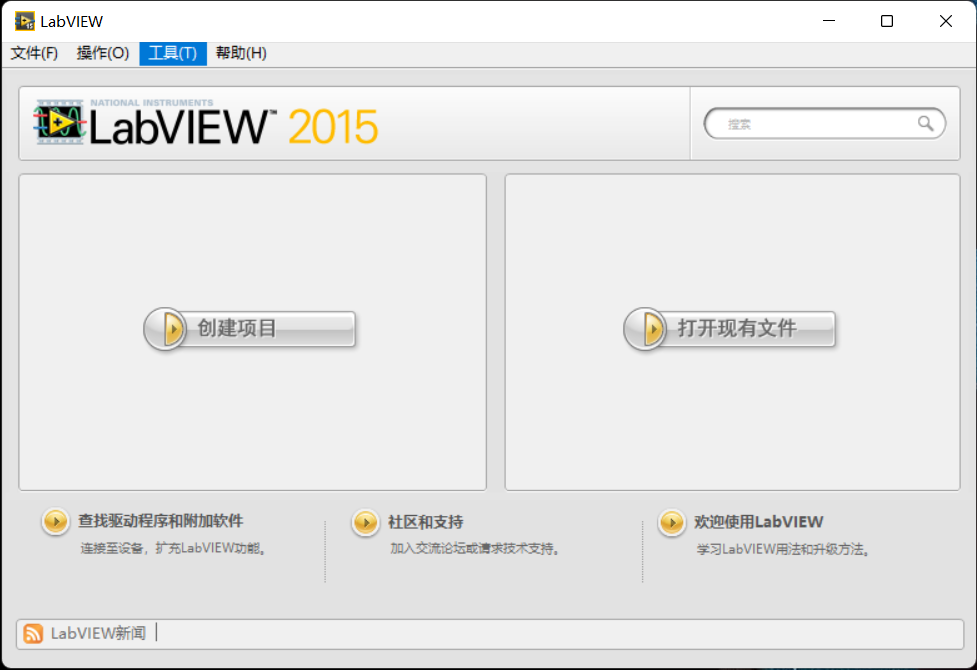 LabVIEW
文件(F) 操作(O) 工具(T) 帮助(H)
NATIONAL INSTRUMENTS
LabVIEW™ 2015
搜索
创建项目
打开现有文件
查找驱动程序和附加软件
连接至设备，扩充LabVIEW功能。
社区和支持
加入交流论坛或请求技术支持。
欢迎使用LabVIEW
学习LabVIEW用法和升级方法。
LabVIEW新闻